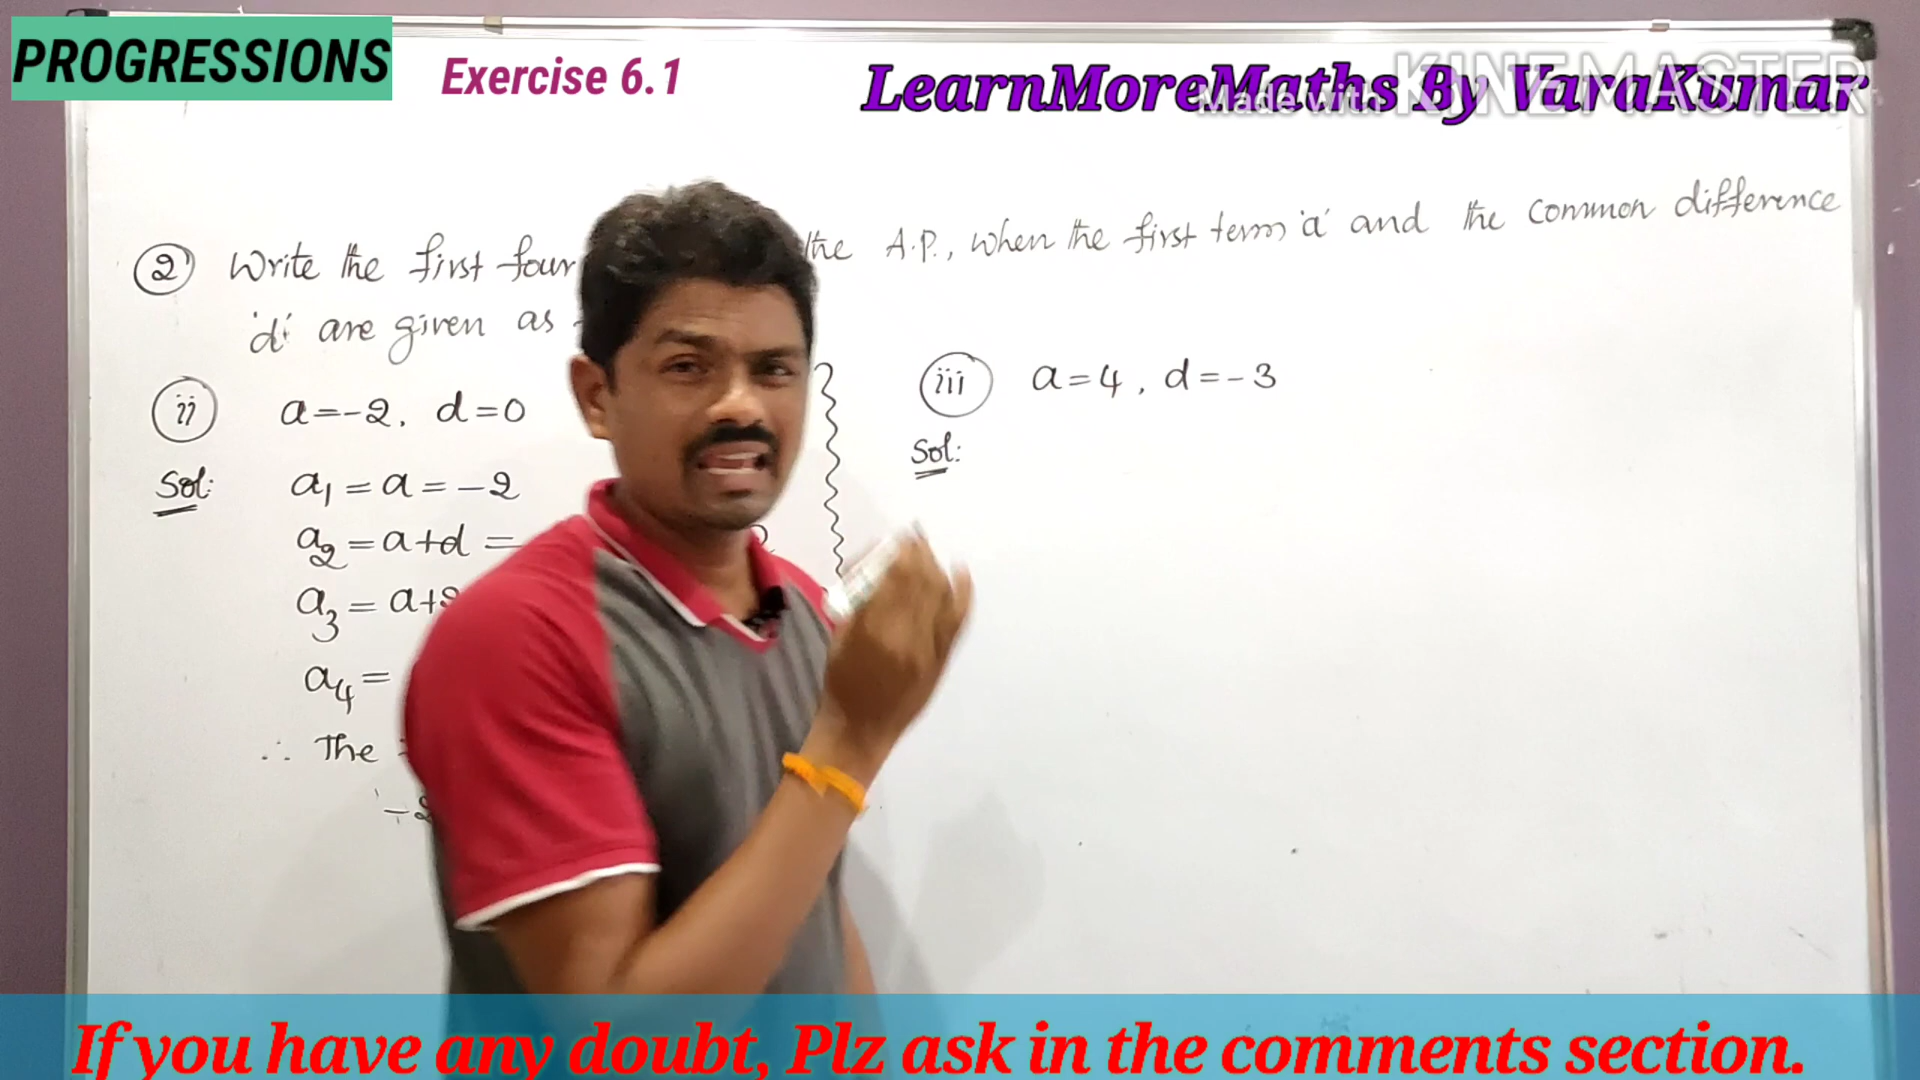 PROGRESSIONS
Exercise 6.1
LearnMoreMaths By VaraKumar
Made with KINEMASTER
② Write the first four the A.P., when the first term 'a' and the common difference
'd' are given as
ii a=-2, d=0
Sol: a₁ = a = -2
a₂ = a+d =
a₃ = a+2
a₄ =
∴ The
-2
iii a=4, d=-3
Sol:
If you have any doubt, Plz ask in the comments section.